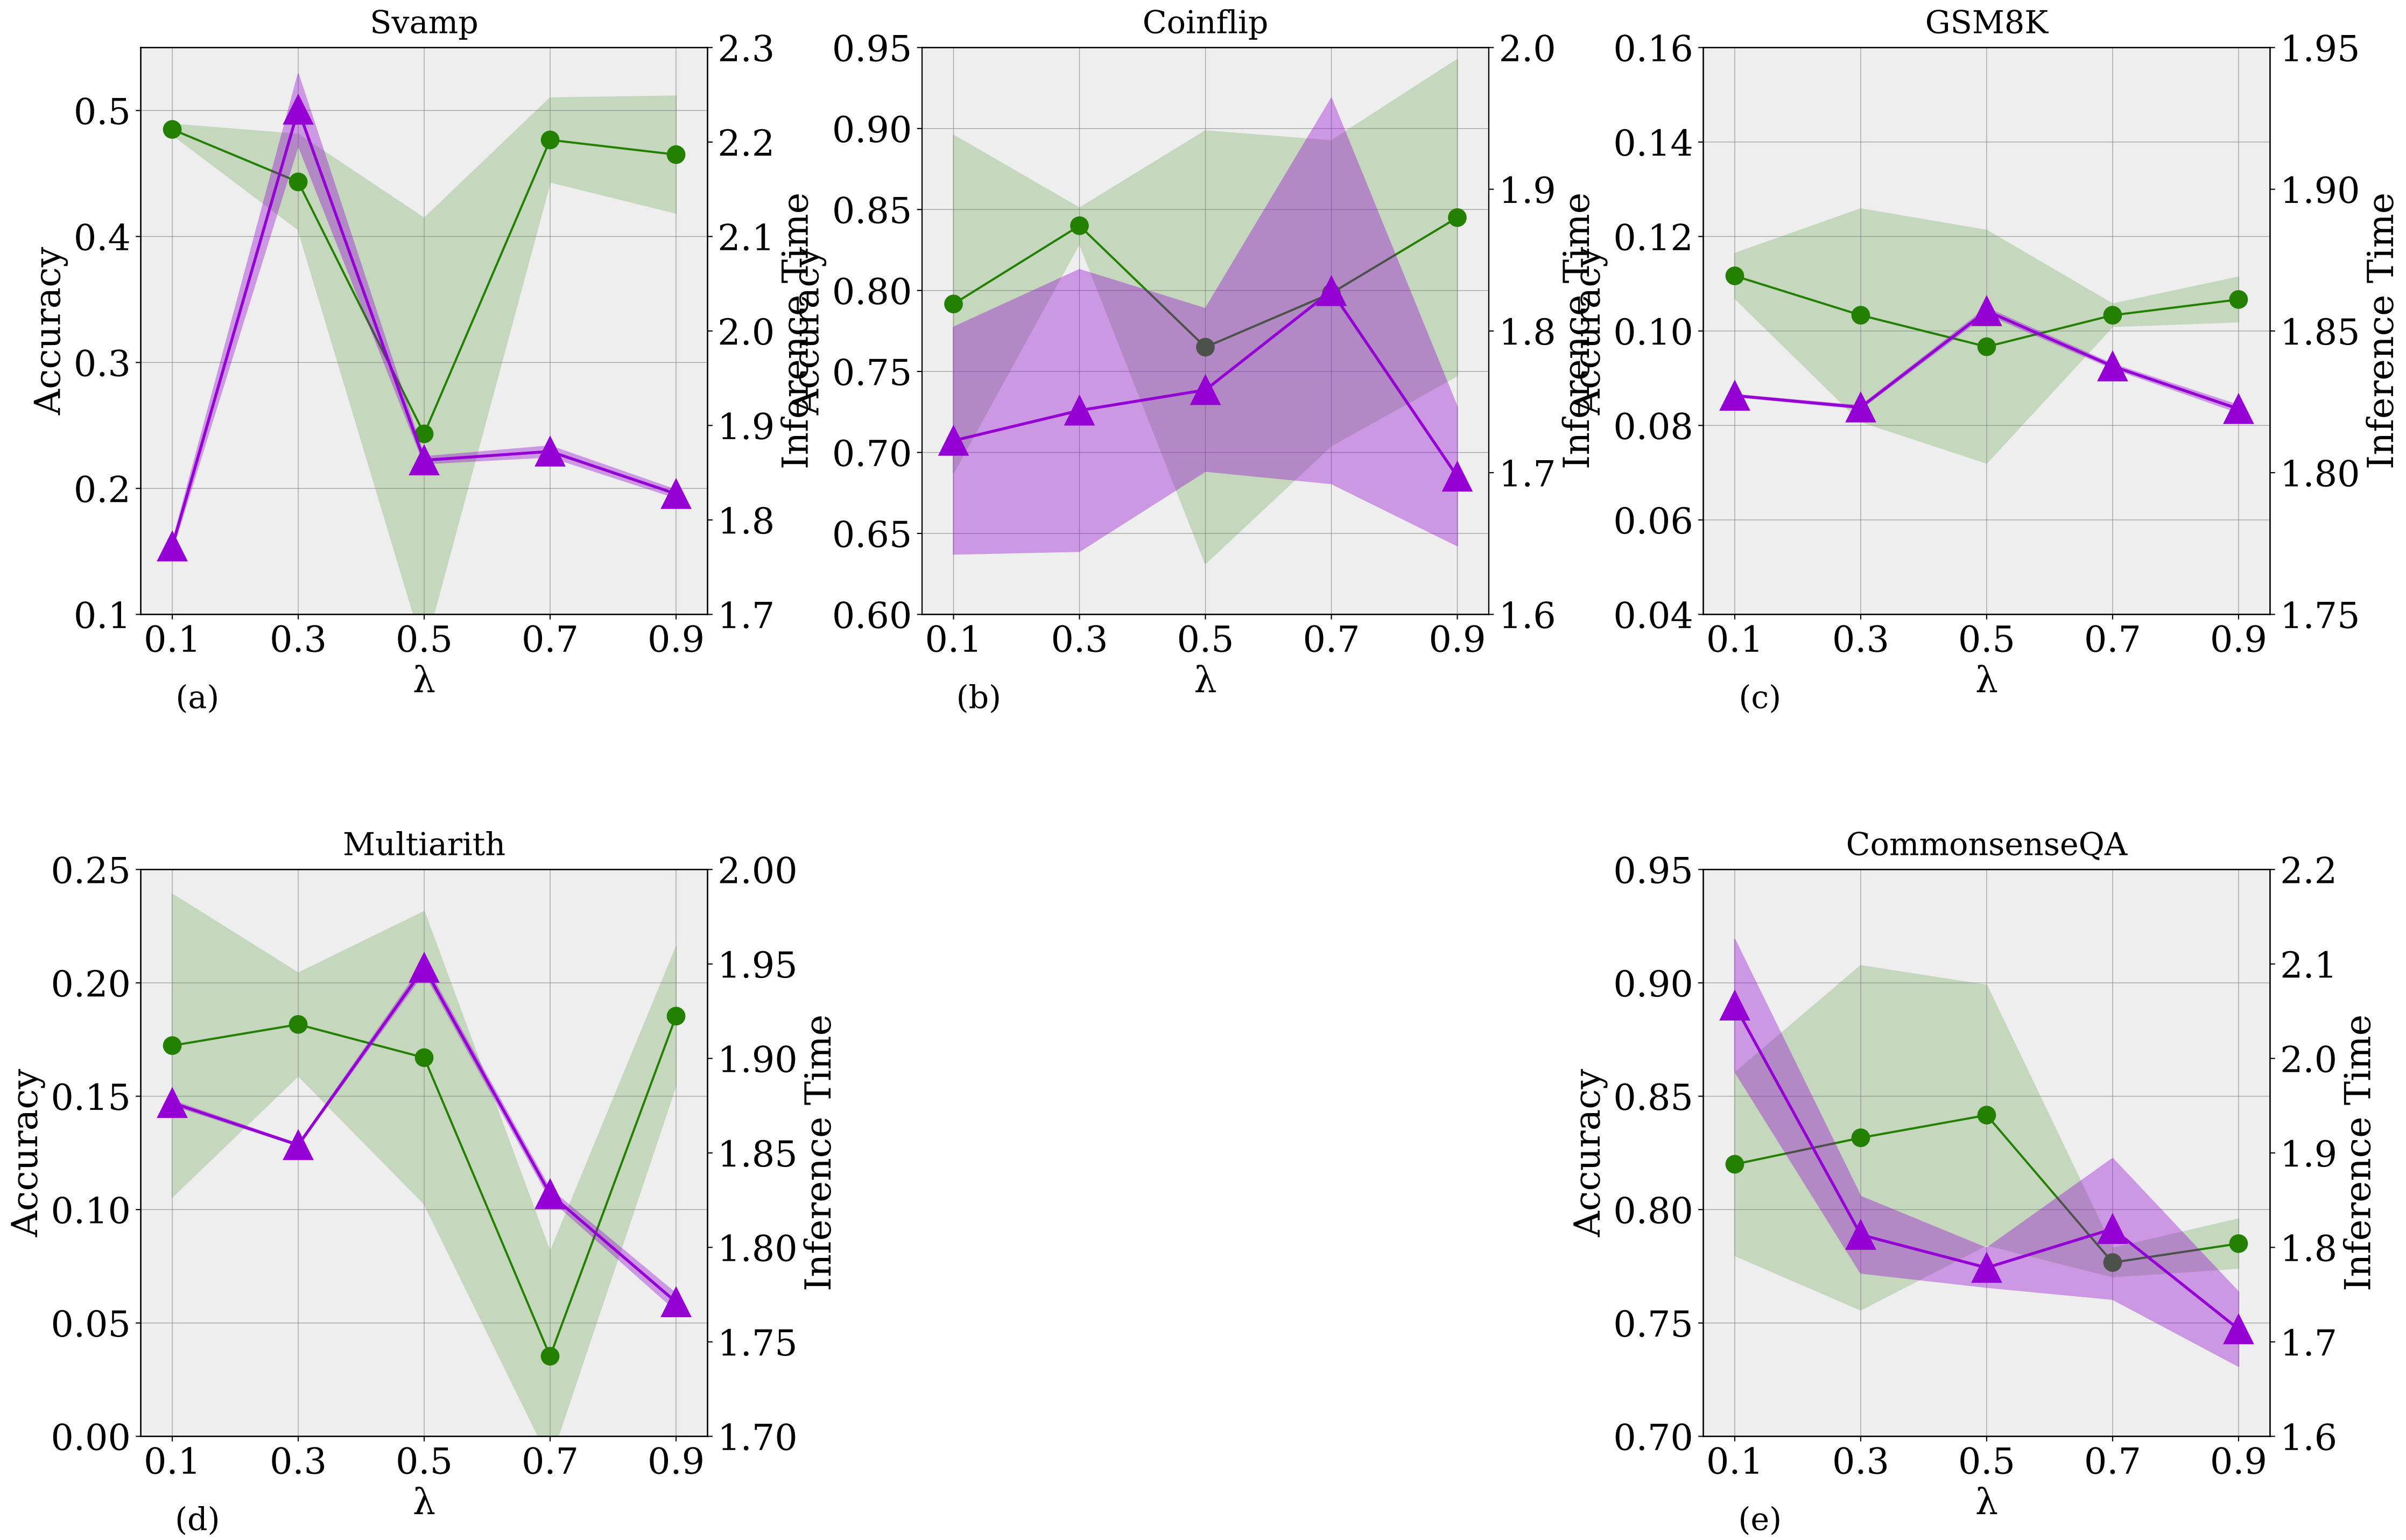 Svamp
Accuracy
0.5
0.4
0.3
0.2
0.1
2.3
2.2
2.1
2.0
1.9
1.8
1.7
Inference Time
0.1 0.3 0.5 0.7 0.9
λ
(a)
Coinflip
Accuracy
0.95
0.90
0.85
0.80
0.75
0.70
0.65
0.60
2.0
1.9
1.8
1.7
1.6
Inference Time
0.1 0.3 0.5 0.7 0.9
λ
(b)
GSM8K
Accuracy
0.16
0.14
0.12
0.10
0.08
0.06
0.04
1.95
1.90
1.85
1.80
1.75
Inference Time
0.1 0.3 0.5 0.7 0.9
λ
(c)
Multiarith
Accuracy
0.25
0.20
0.15
0.10
0.05
0.00
2.00
1.95
1.90
1.85
1.80
1.75
1.70
Inference Time
0.1 0.3 0.5 0.7 0.9
λ
(d)
CommonsenseQA
Accuracy
0.95
0.90
0.85
0.80
0.75
0.70
2.2
2.1
2.0
1.9
1.8
1.7
1.6
Inference Time
0.1 0.3 0.5 0.7 0.9
λ
(e)